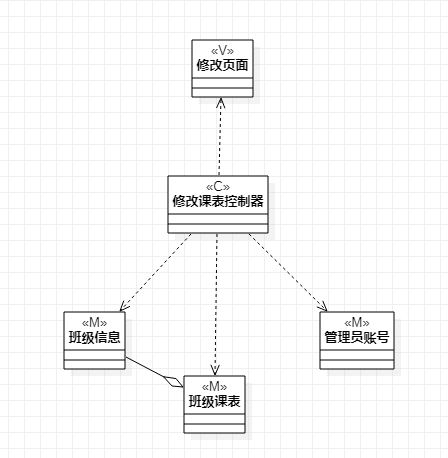 «V»
修改页面
«C»
修改课表控制器
«M»
班级信息
«M»
管理员账号
«M»
班级课表